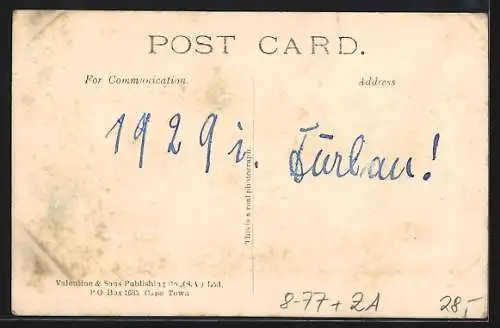 POST CARD.
For Communication.
Address
1929 i. Durban!
This is a real photograph
Valentine & Sons Publishing Co.,(S.A.) Ltd.
P.O. Box 1685, Cape Town
8-77+2A
28,-